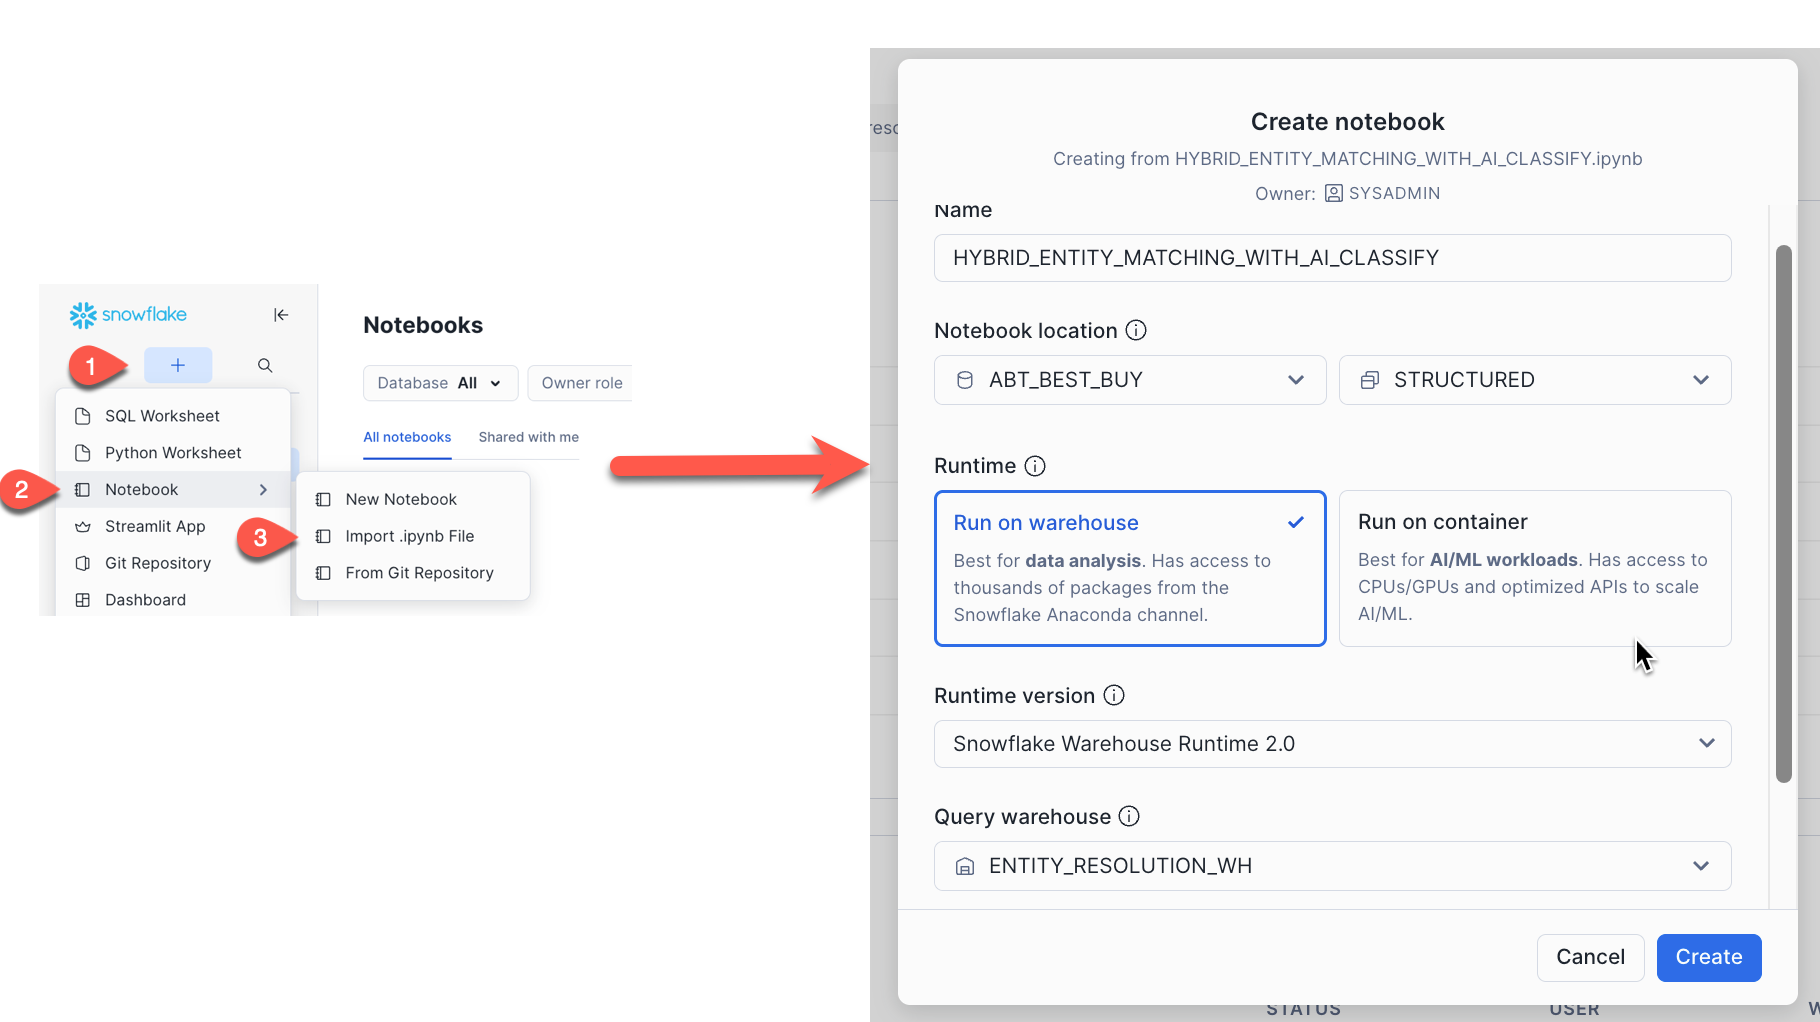 snowflake
1
SQL Worksheet
Python Worksheet
2
Notebook
Streamlit App
Git Repository
Dashboard
Notebooks
Database All
Owner role
All notebooks
Shared with me
New Notebook
3
Import .ipynb File
From Git Repository
Create notebook
Creating from HYBRID_ENTITY_MATCHING_WITH_AI_CLASSIFY.ipynb
Owner: SYSADMIN
Name
HYBRID_ENTITY_MATCHING_WITH_AI_CLASSIFY
Notebook location
ABT_BEST_BUY
STRUCTURED
Runtime
Run on warehouse
Best for data analysis. Has access to
thousands of packages from the
Snowflake Anaconda channel.
Run on container
Best for AI/ML workloads. Has access to
CPUs/GPUs and optimized APIs to scale
AI/ML.
Runtime version
Snowflake Warehouse Runtime 2.0
Query warehouse
ENTITY_RESOLUTION_WH
Cancel
Create
STATUS
USER